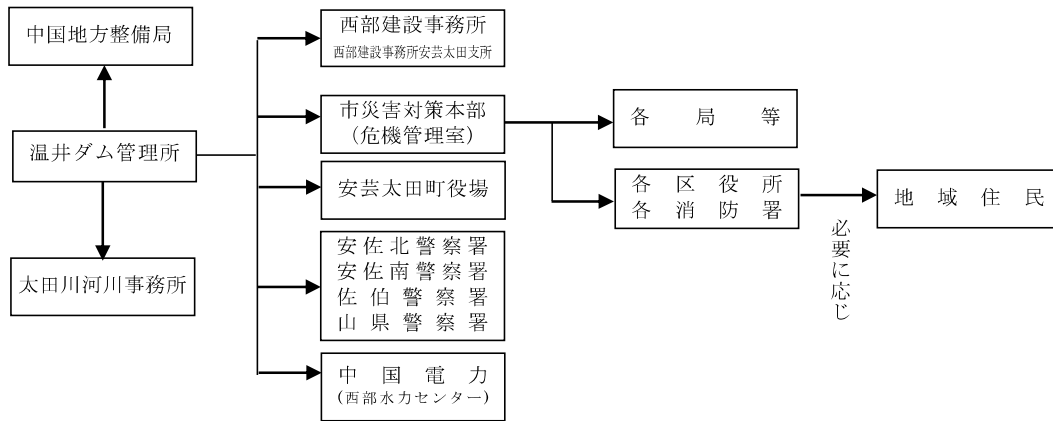 中国地方整備局
温井ダム管理所
太田川河川事務所
西部建設事務所
西部建設事務所安芸太田支所
市災害対策本部
(危機管理室)
安芸太田町役場
安佐北警察署
安佐南警察署
佐伯警察署
山県警察署
中国電力
(西部水力センター)
各局等
各区役所
各消防署
必要に応じ
地域住民